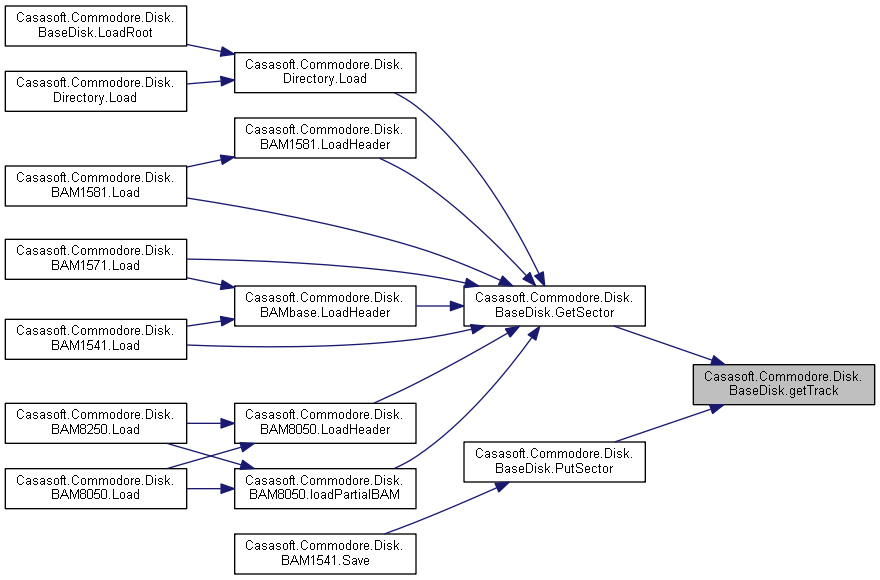 Casasoft.Commodore.Disk.
BaseDisk.LoadRoot
Casasoft.Commodore.Disk.
Directory.Load
Casasoft.Commodore.Disk.
Directory.Load
Casasoft.Commodore.Disk.
BAM1581.LoadHeader
Casasoft.Commodore.Disk.
BAM1581.Load
Casasoft.Commodore.Disk.
BAM1571.Load
Casasoft.Commodore.Disk.
BAMbase.LoadHeader
Casasoft.Commodore.Disk.
BaseDisk.GetSector
Casasoft.Commodore.Disk.
BAM1541.Load
Casasoft.Commodore.Disk.
BaseDisk.getTrack
Casasoft.Commodore.Disk.
BAM8250.Load
Casasoft.Commodore.Disk.
BAM8050.LoadHeader
Casasoft.Commodore.Disk.
BaseDisk.PutSector
Casasoft.Commodore.Disk.
BAM8050.Load
Casasoft.Commodore.Disk.
BAM8050.loadPartialBAM
Casasoft.Commodore.Disk.
BAM1541.Save